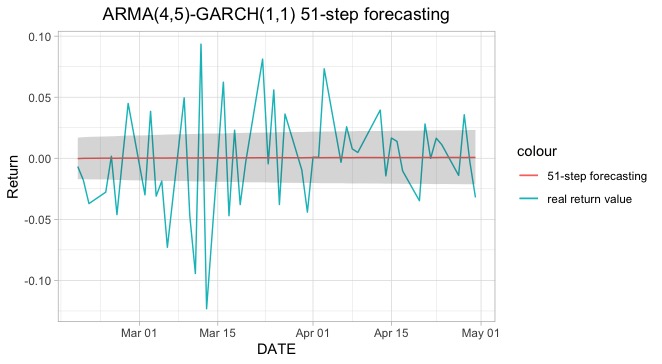 ARMA(4,5)-GARCH(1,1) 51-step forecasting
0.10
0.05
0.00
-0.05
-0.10
Return
Mar 01 Mar 15 Apr 01 Apr 15 May 01
DATE
colour
51-step forecasting
real return value